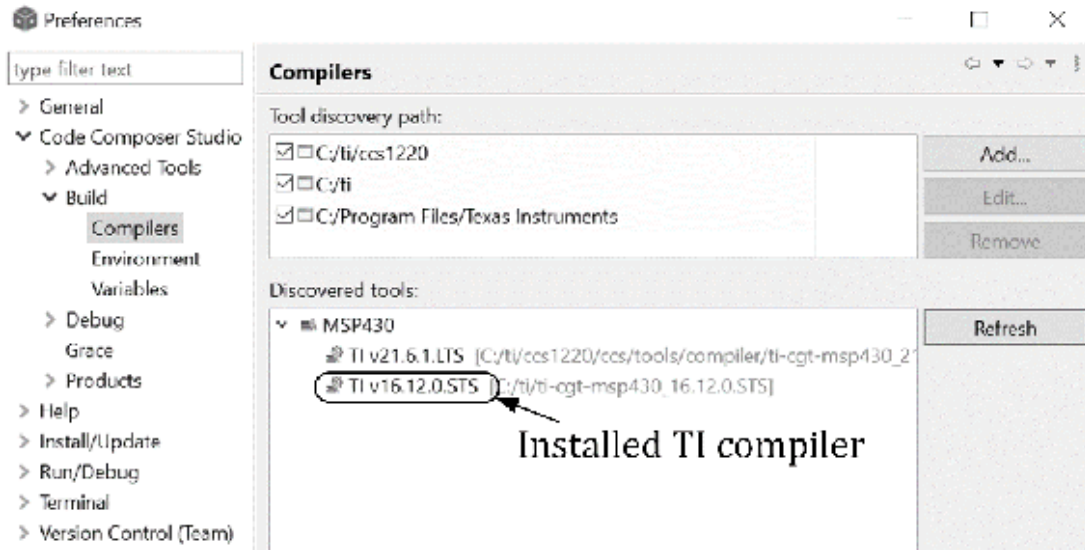 Preferences
type filter text
General
Code Composer Studio
Advanced Tools
Build
Compilers
Environment
Variables
Debug
Grace
Products
Help
Install/Update
Run/Debug
Terminal
Version Control (Team)
Compilers
Tool discovery path:
C:/ti/ccs1220
C:/ti
C:/Program Files/Texas Instruments
Add...
Edit...
Remove
Discovered tools:
MSP430
TI v21.6.1.LTS [C:/ti/ccs1220/ccs/tools/compiler/ti-cgt-msp430_21
TI v16.12.0.STS [C:/ti/ti-cgt-msp430_16.12.0.STS]
Refresh
Installed TI compiler